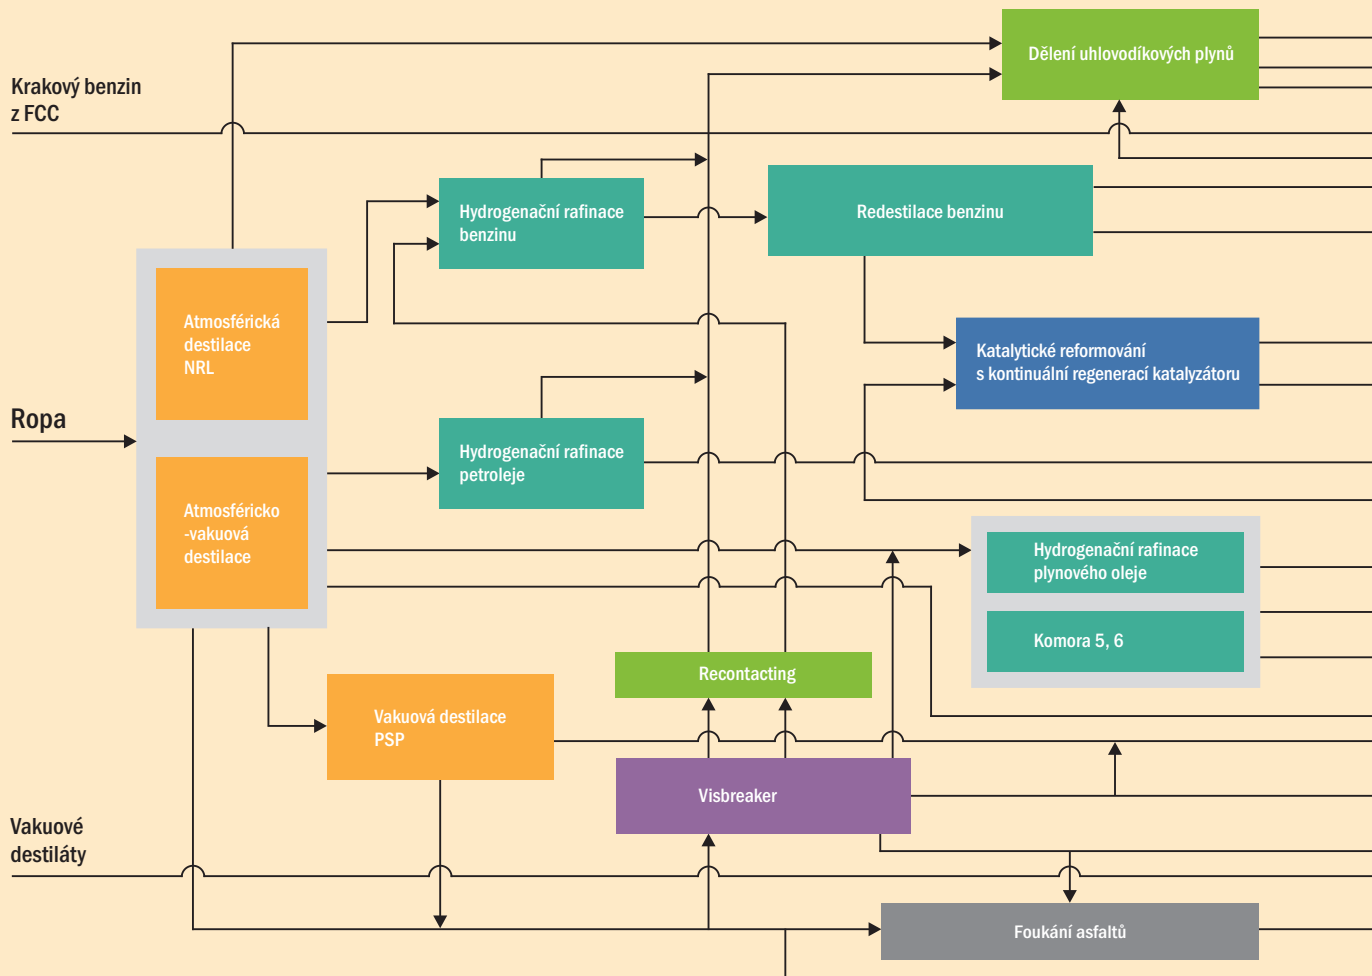 Dělení uhlovodíkových plynů
Krakový benzin
z FCC
Hydrogenační rafinace
benzinu
Redestilace benzinu
Atmosférická
destilace
NRL
Katalytické reformování
s kontinuální regenerací katalyzátoru
Ropa
Hydrogenační rafinace
petroleje
Atmosféricko
-vakuová
destilace
Hydrogenační rafinace
plynového oleje
Komora 5, 6
Recontacting
Vakuová destilace
PSP
Visbreaker
Vakuové
destiláty
Foukání asfaltů